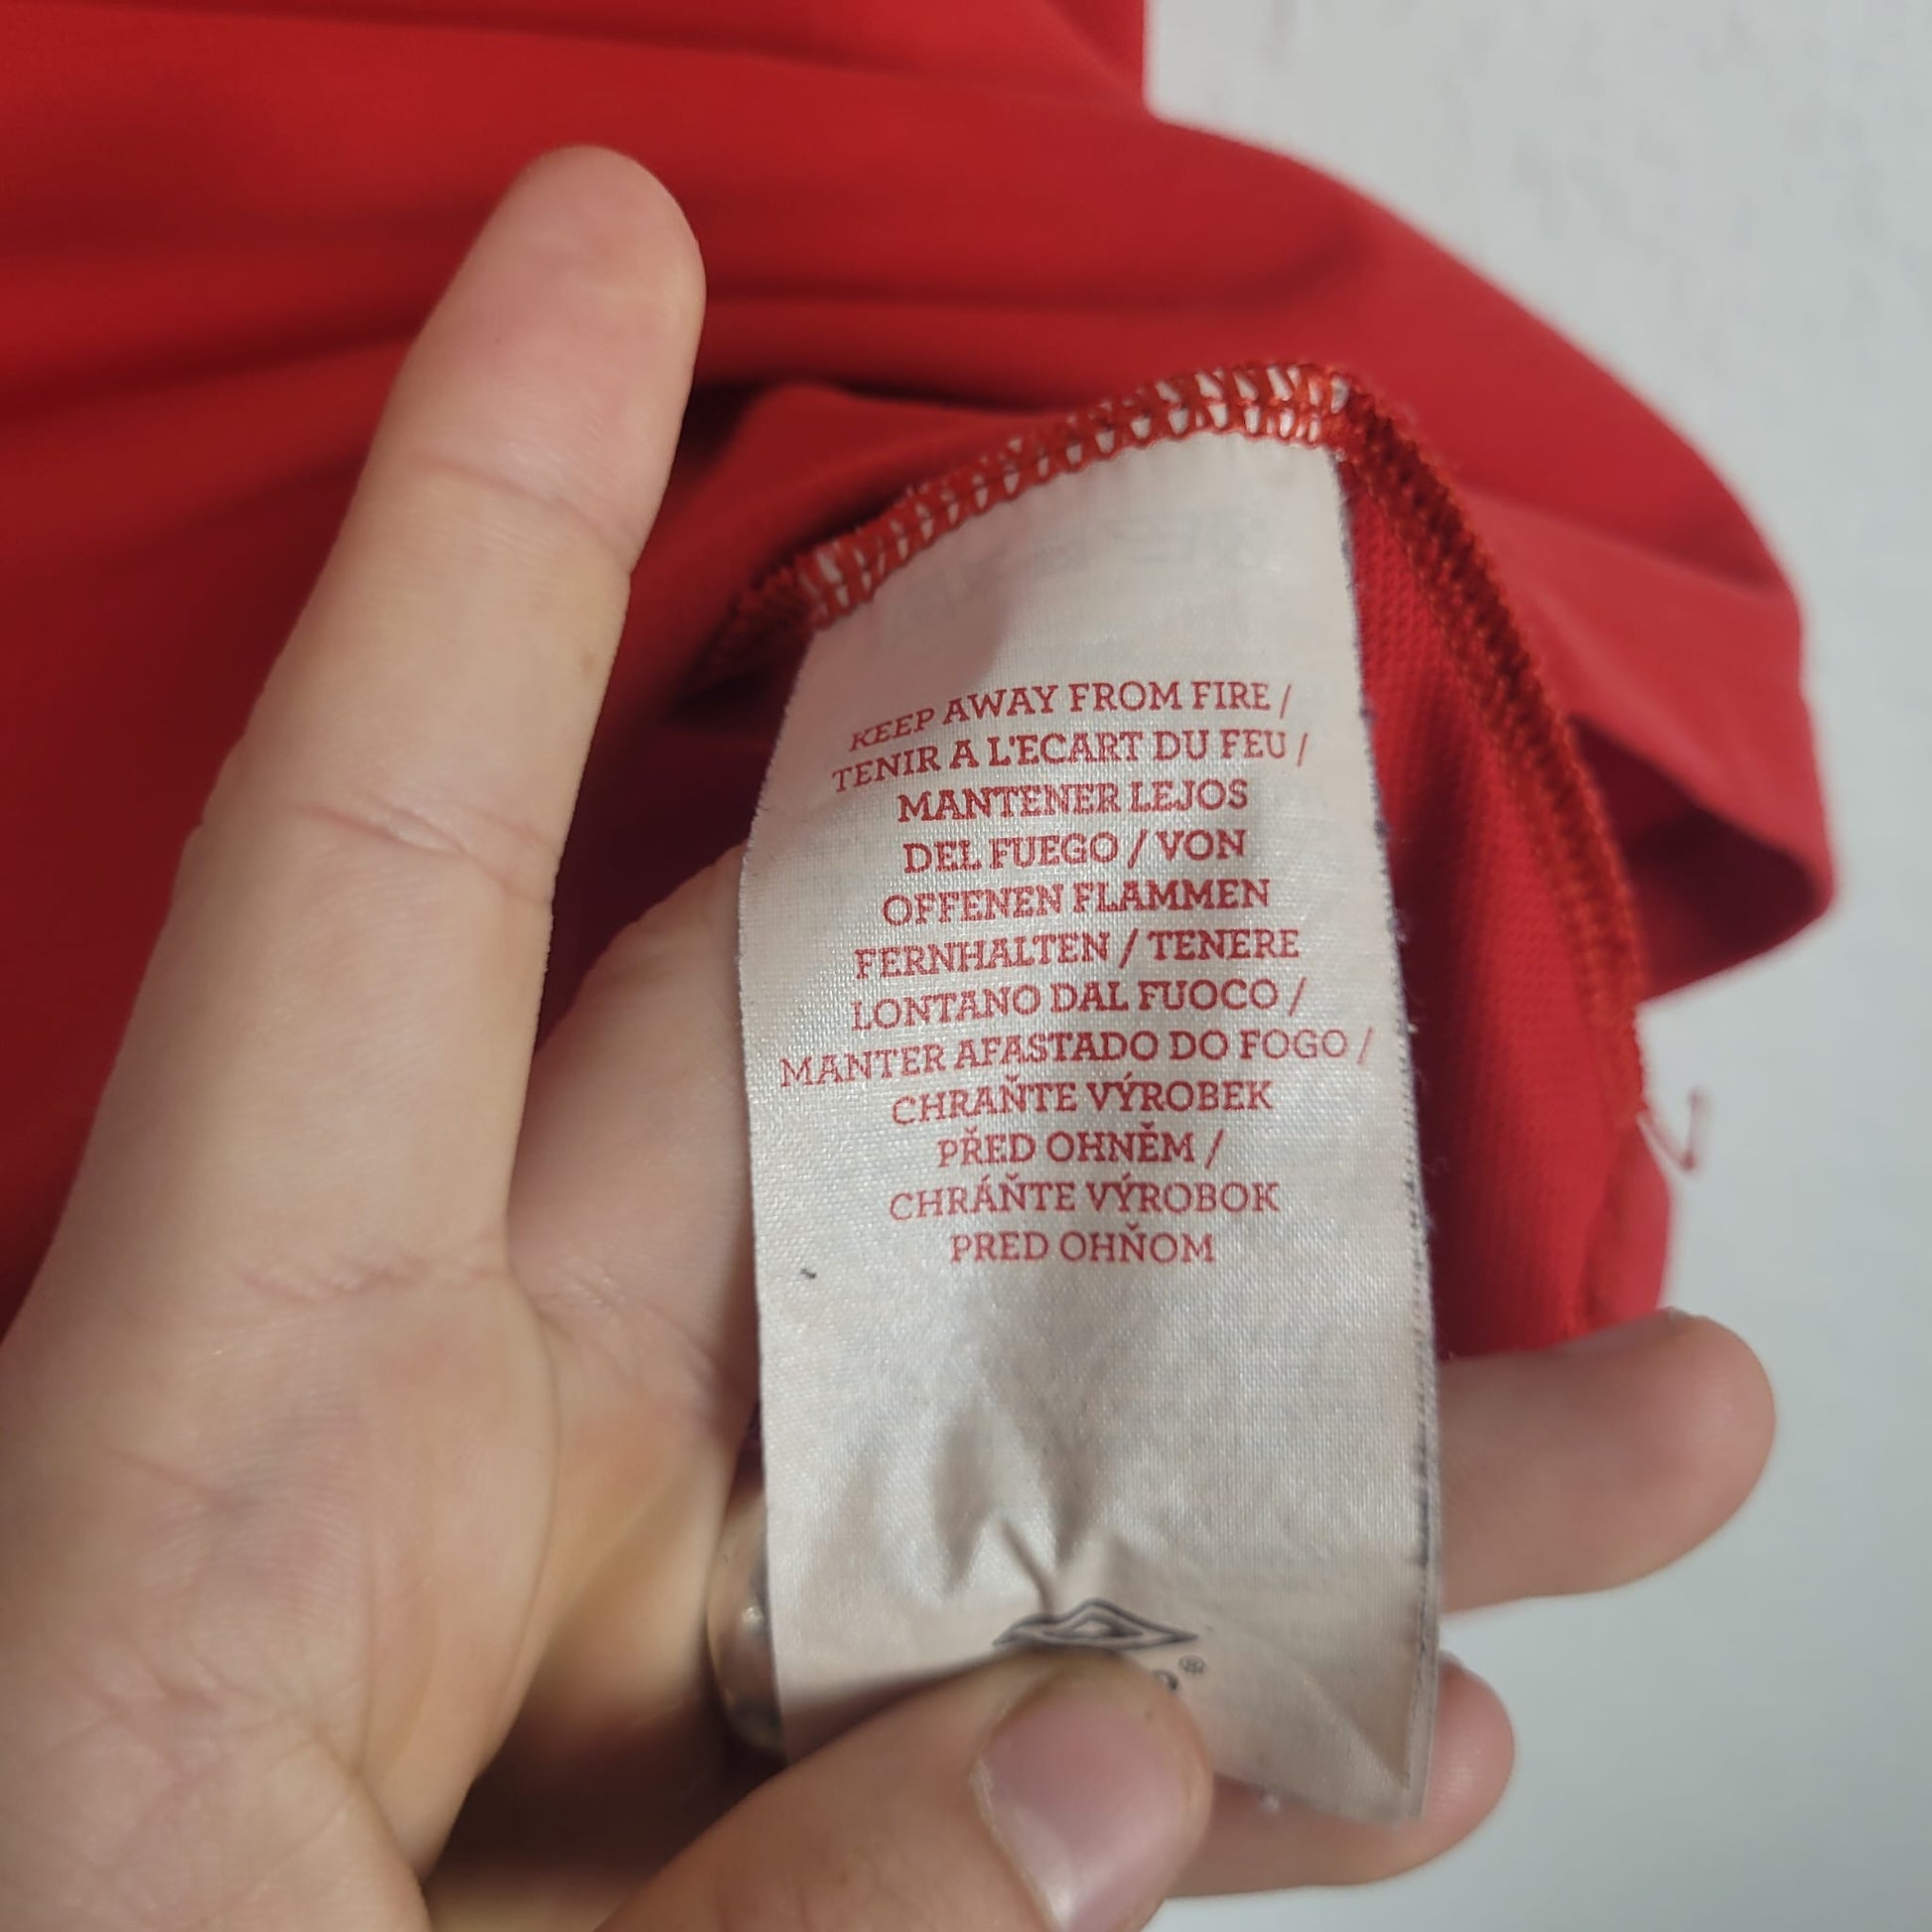 KEEP AWAY FROM FIRE /
TENIR A L'ECART DU FEU /
MANTENER LEJOS
DEL FUEGO / VON
OFFENEN FLAMMEN
FERNHALTEN / TENERE
LONTANO DAL FUOCO /
MANTER AFASTADO DO FOGO /
CHRAŇTE VÝROBEK
PŘED OHNĚM /
CHRÁŇTE VÝROBOK
PRED OHŇOM